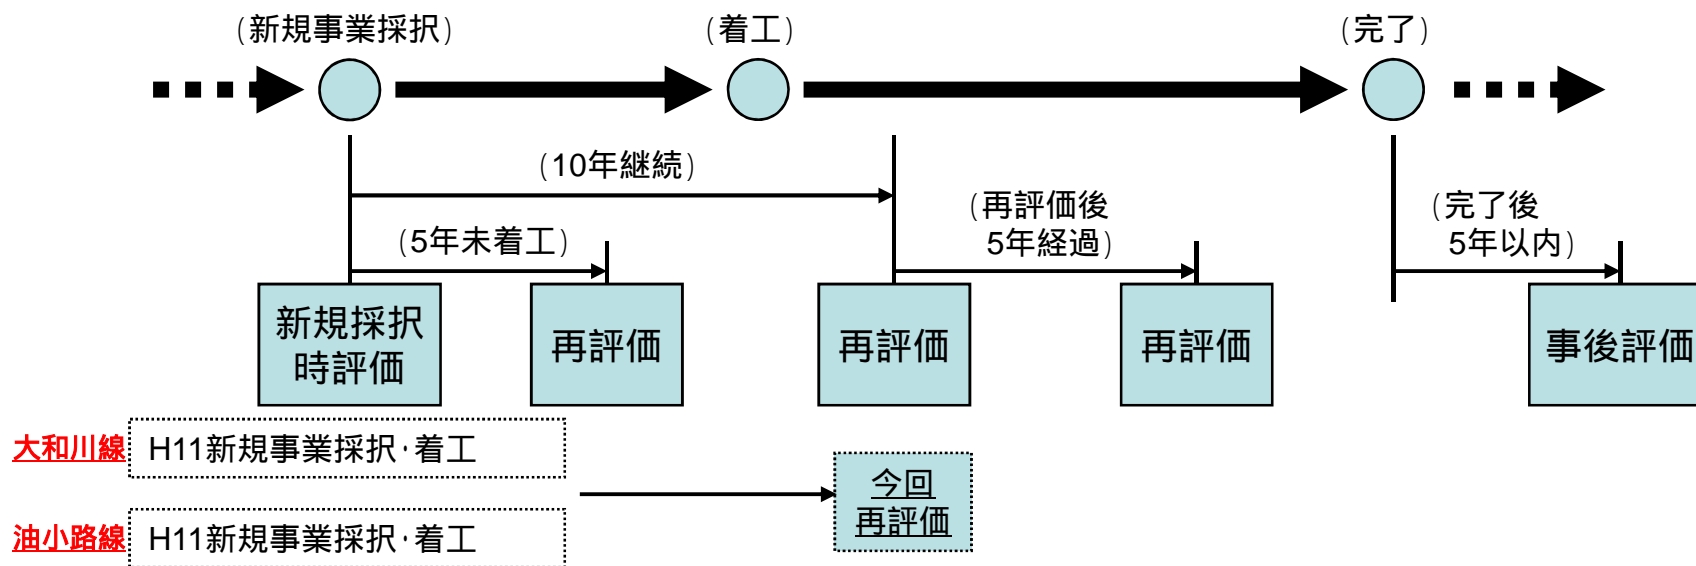 (新規事業採択)
(着工)
(完了)
(10年継続)
(再評価後
5年経過)
(完了後
5年以内)
(5年未着工)
新規採択
時評価
再評価
再評価
再評価
事後評価
大和川線
H11新規事業採択・着工
今回
再評価
油小路線
H11新規事業採択・着工